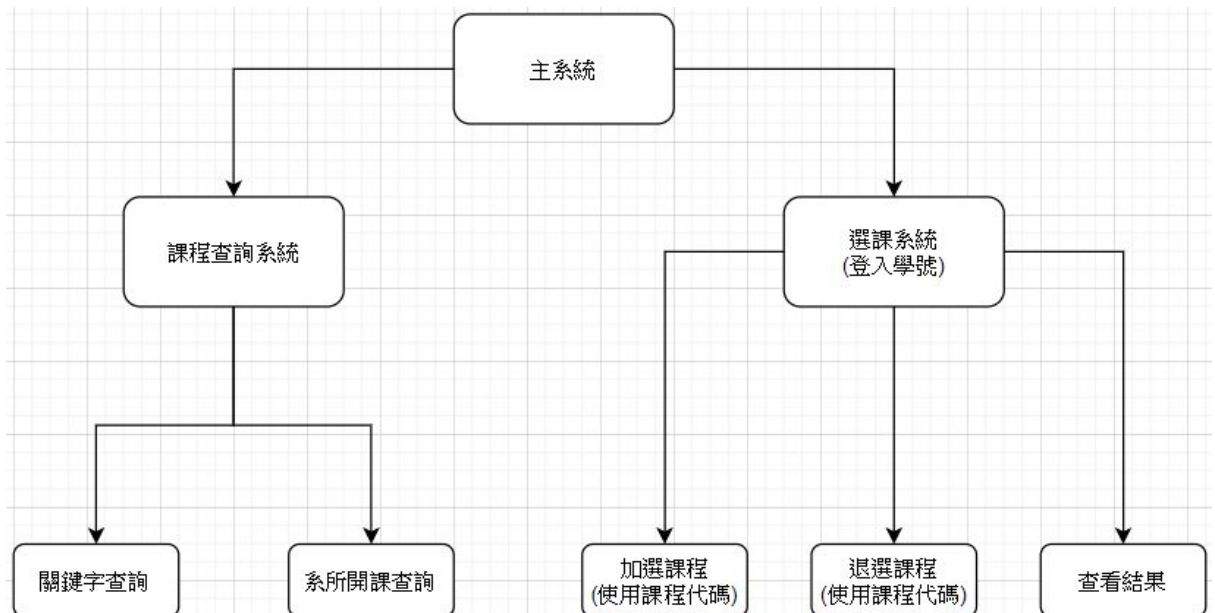 主系統
課程查詢系統
選課系統
(登入學號)
關鍵字查詢
系所開課查詢
加選課程
(使用課程代碼)
退選課程
(使用課程代碼)
查看結果